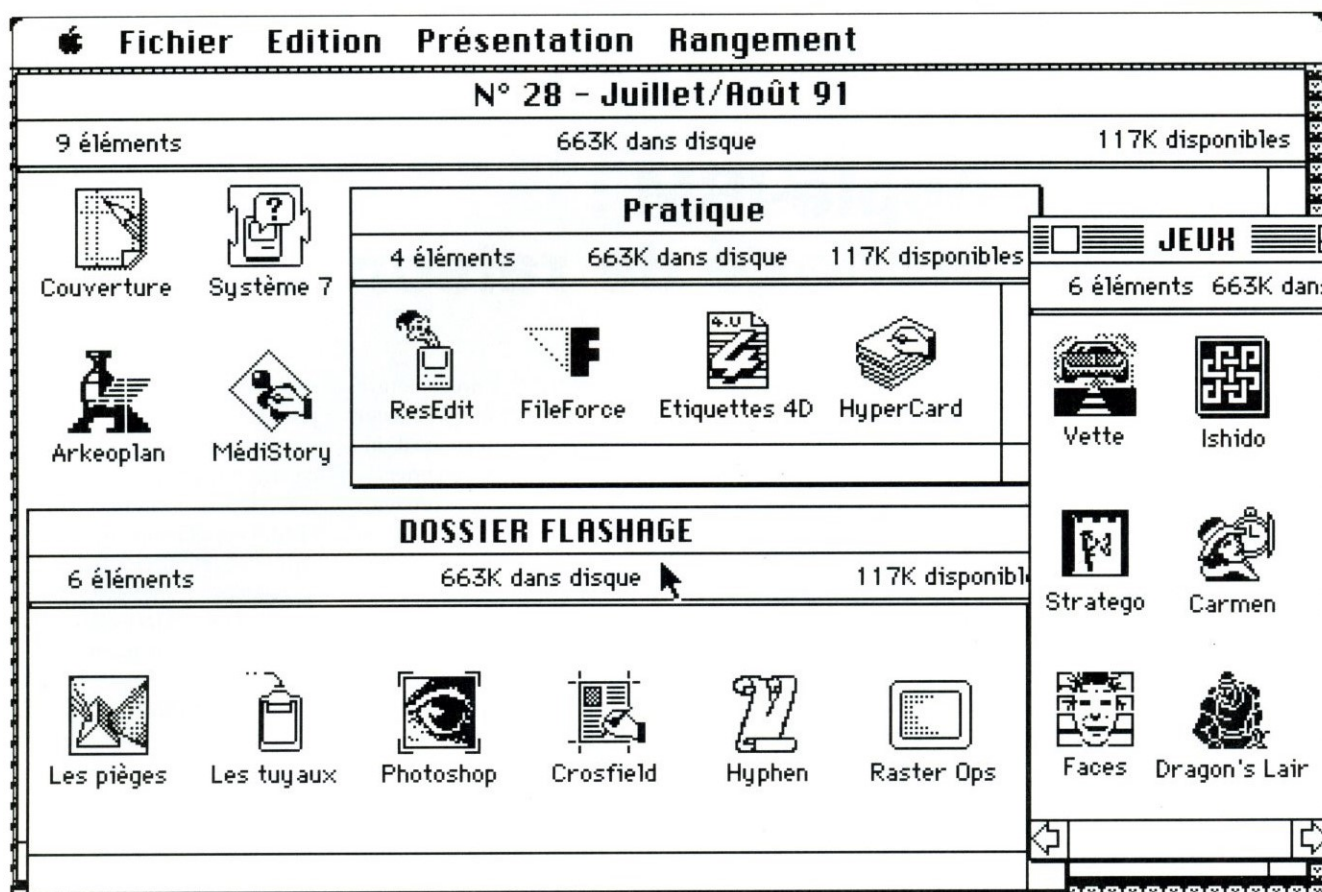 Fichier Edition Présentation Rangement
N° 28 - Juillet/Août 91
9 éléments 663K dans disque 117K disponibles
Couverture Système 7
Arkeoplan MédiStory
Pratique
4 éléments 663K dans disque 117K disponibles
?
4.0
ResEdit FileForce Etiquettes 4D HyperCard
F
JEUX
6 éléments 663K dans
Vette Ishido
Stratego Carmen
Faces Dragon's Lair
DOSSIER FLASHAGE
6 éléments 663K dans disque 117K disponibl
Les pièges Les tuyaux Photoshop Crosfield Hyphen Raster Ops